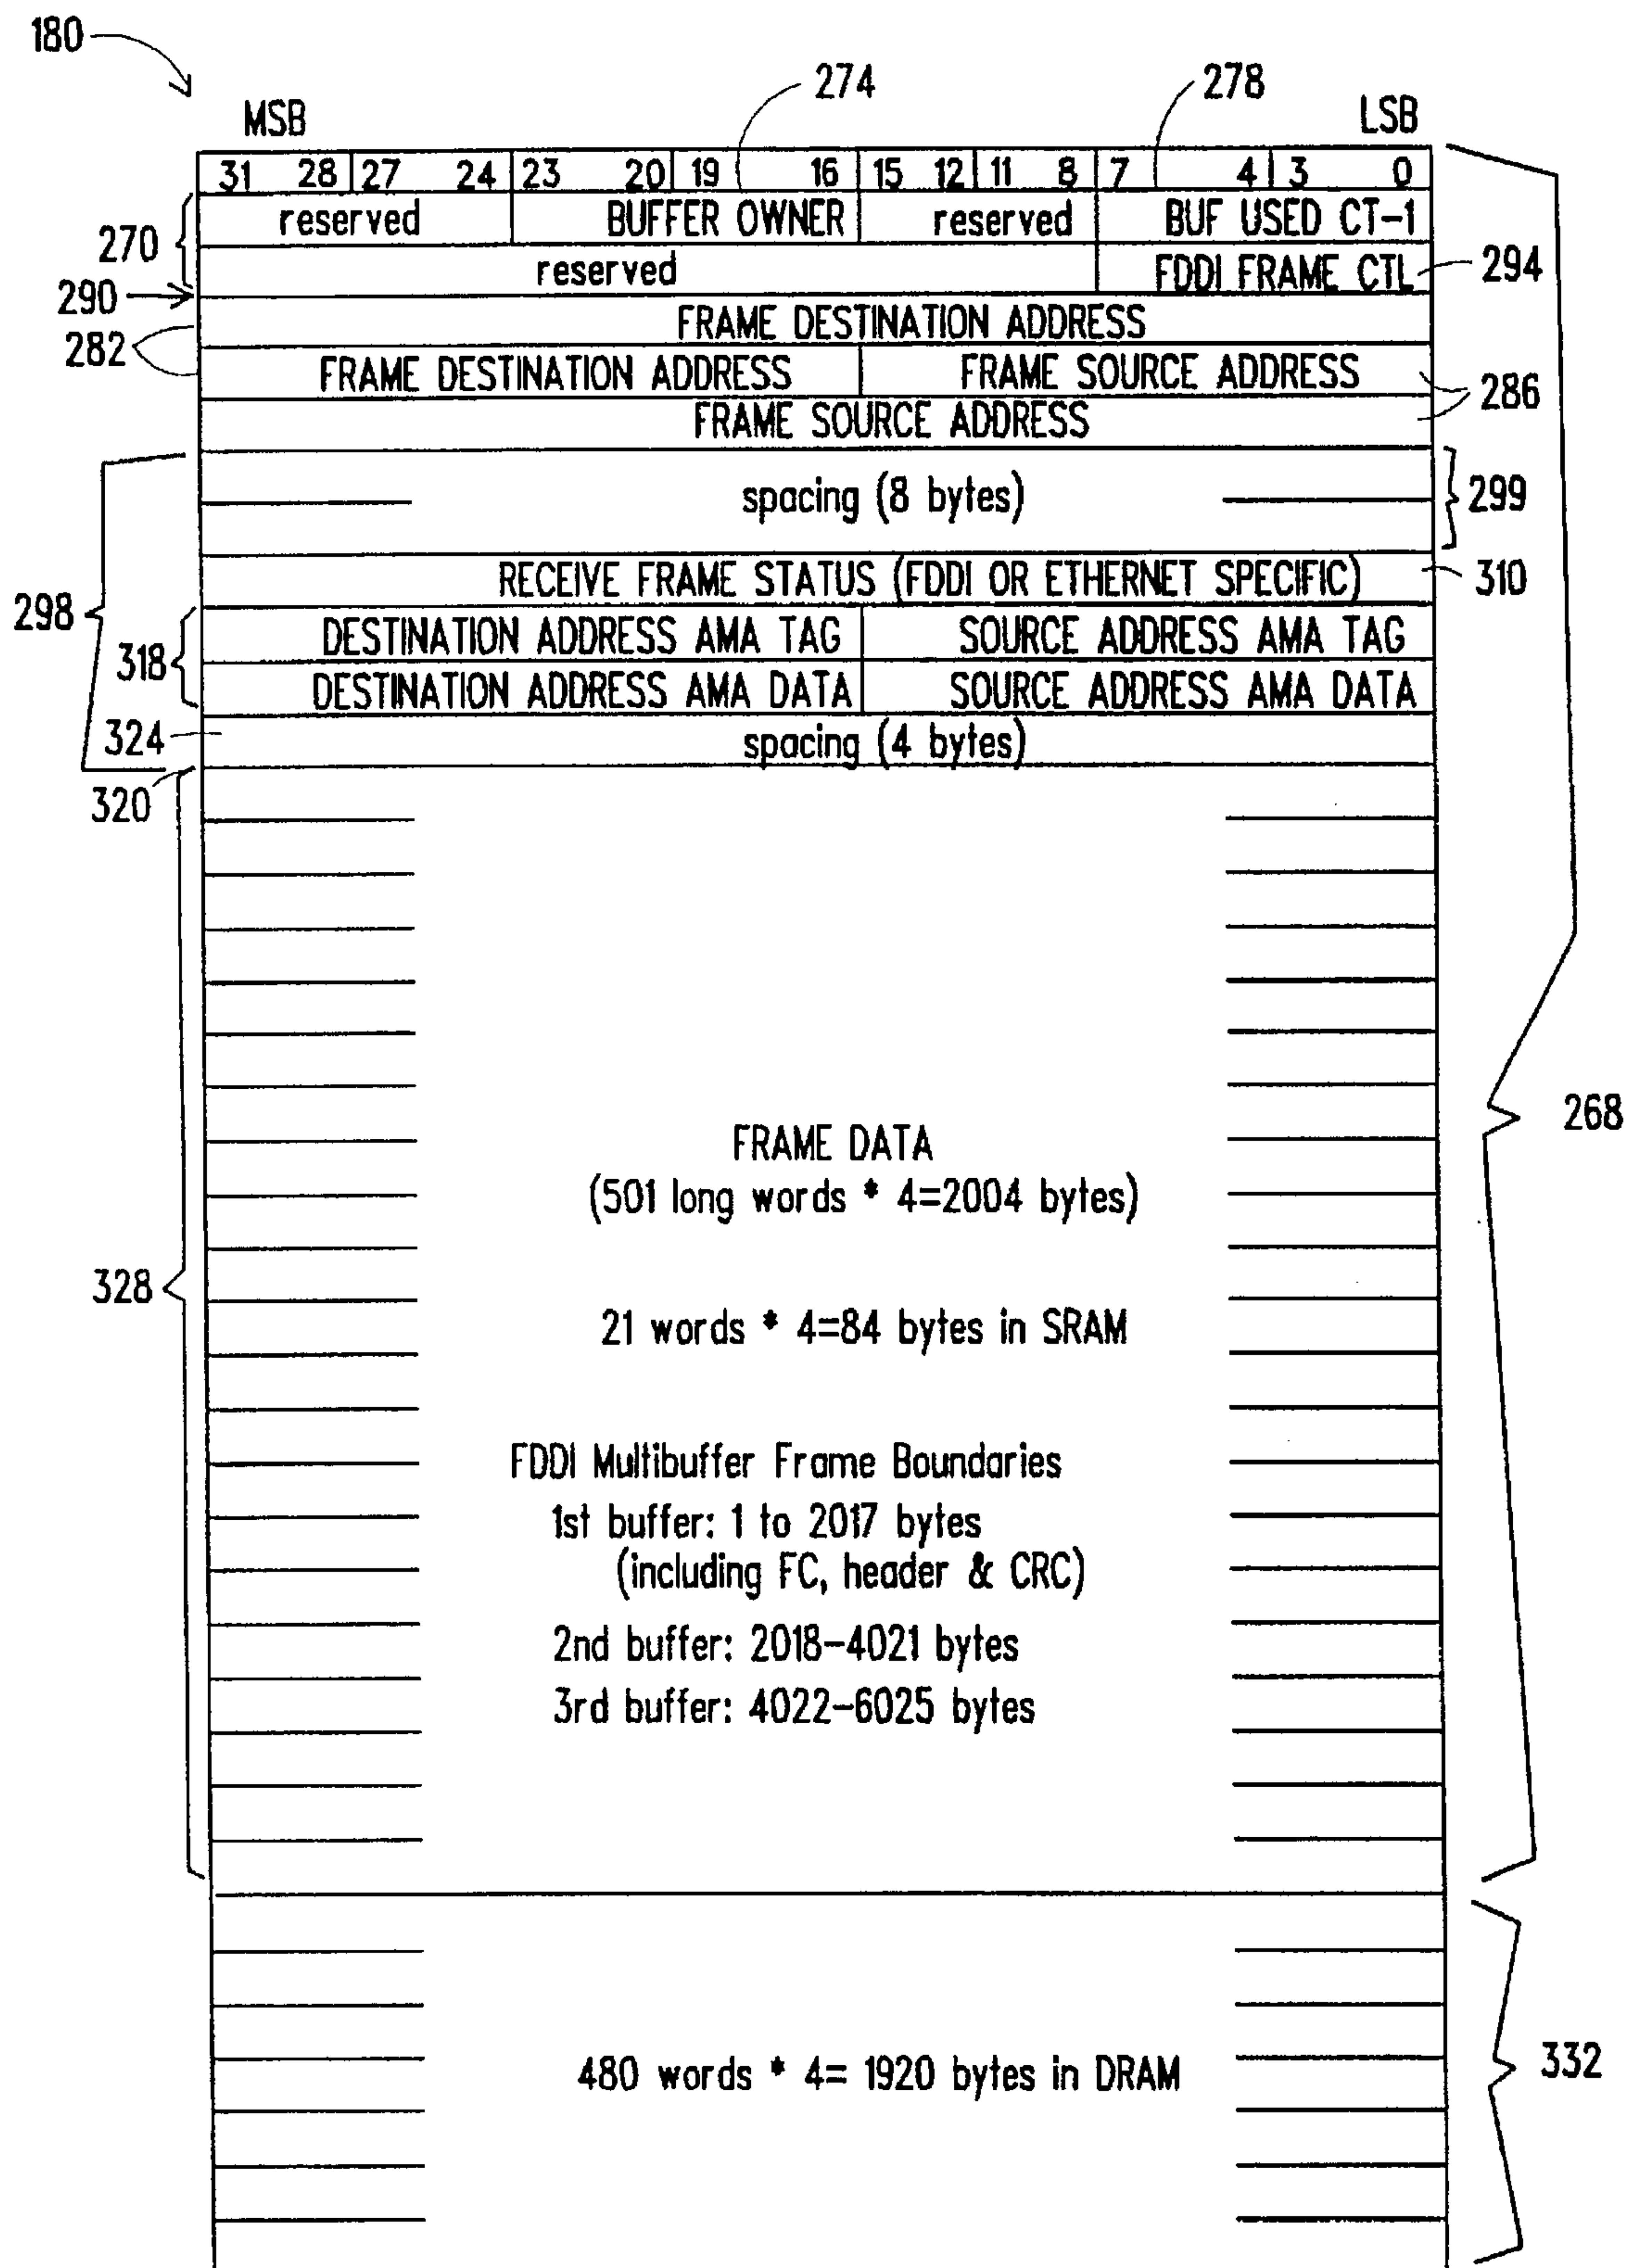 180
274
278
MSB
LSB
31 28 27 24 23 20 19 16 15 12 11 8 7 4 3 0
270
reserved BUFFER OWNER reserved BUF USED CT-1
reserved FDDI FRAME CTL
294
290
282
FRAME DESTINATION ADDRESS
FRAME DESTINATION ADDRESS FRAME SOURCE ADDRESS
286
FRAME SOURCE ADDRESS
spacing (8 bytes)
299
298
RECEIVE FRAME STATUS (FDDI OR ETHERNET SPECIFIC)
310
318
DESTINATION ADDRESS AMA TAG SOURCE ADDRESS AMA TAG
DESTINATION ADDRESS AMA DATA SOURCE ADDRESS AMA DATA
324
spacing (4 bytes)
320
268
FRAME DATA
(501 long words * 4=2004 bytes)
328
21 words * 4=84 bytes in SRAM
FDDI Multibuffer Frame Boundaries
1st buffer: 1 to 2017 bytes
(including FC, header & CRC)
2nd buffer: 2018-4021 bytes
3rd buffer: 4022-6025 bytes
480 words * 4= 1920 bytes in DRAM
332